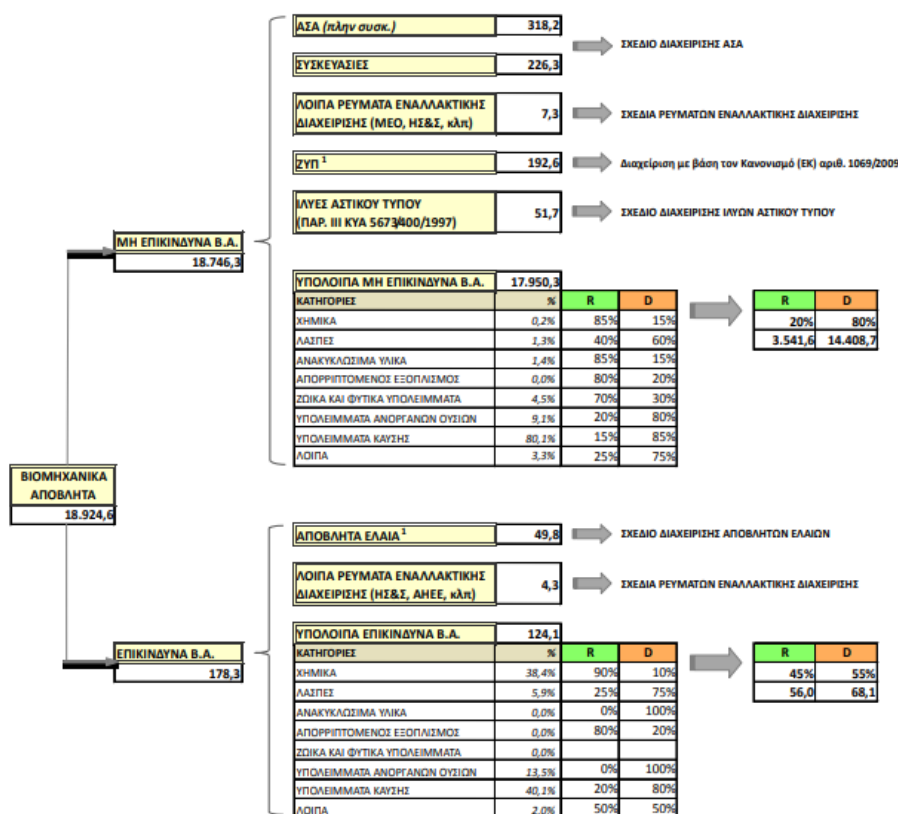 ΑΣΑ (πλην συσκ.) 318,2
ΣΧΕΔΙΟ ΔΙΑΧΕΙΡΙΣΗΣ ΑΣΑ
ΣΥΣΚΕΥΑΣΙΕΣ 226,3
ΛΟΙΠΑ ΡΕΥΜΑΤΑ ΕΝΑΛΛΑΚΤΙΚΗΣ
ΔΙΑΧΕΙΡΙΣΗΣ (ΜΕΟ, ΗΣ&Σ, κλπ) 7,3 ΣΧΕΔΙΑ ΡΕΥΜΑΤΩΝ ΕΝΑΛΛΑΚΤΙΚΗΣ ΔΙΑΧΕΙΡΙΣΗΣ
ΖΥΠ 1 192,6 Διαχείριση με βάση τον Κανονισμό (ΕΚ) αριθ. 1069/2009
ΙΛΥΕΣ ΑΣΤΙΚΟΥ ΤΥΠΟΥ
(ΠΑΡ. ΙΙΙ ΚΥΑ 5673/400/1997) 51,7 ΣΧΕΔΙΟ ΔΙΑΧΕΙΡΙΣΗΣ ΙΛΥΩΝ ΑΣΤΙΚΟΥ ΤΥΠΟΥ
ΜΗ ΕΠΙΚΙΝΔΥΝΑ Β.Α.
18.746,3
ΥΠΟΛΟΙΠΑ ΜΗ ΕΠΙΚΙΝΔΥΝΑ Β.Α. 17.950,3
ΚΑΤΗΓΟΡΙΕΣ % R D
ΧΗΜΙΚΑ 0,2% 85% 15%
ΛΑΣΠΕΣ 1,3% 40% 60%
ΑΝΑΚΥΚΛΩΣΙΜΑ ΥΛΙΚΑ 1,4% 85% 15%
ΑΠΟΡΡΙΠΤΟΜΕΝΟΣ ΕΞΟΠΛΙΣΜΟΣ 0,0% 80% 20%
ΖΩΙΚΑ ΚΑΙ ΦΥΤΙΚΑ ΥΠΟΛΕΙΜΜΑΤΑ 4,5% 70% 30%
ΥΠΟΛΕΙΜΜΑΤΑ ΑΝΟΡΓΑΝΩΝ ΟΥΣΙΩΝ 9,1% 20% 80%
ΥΠΟΛΕΙΜΜΑΤΑ ΚΑΥΣΗΣ 80,1% 15% 85%
ΛΟΙΠΑ 3,3% 25% 75%
R D
20% 80%
3.541,6 14.408,7
ΒΙΟΜΗΧΑΝΙΚΑ
ΑΠΟΒΛΗΤΑ
18.924,6
ΑΠΟΒΛΗΤΑ ΕΛΑΙΑ 1 49,8 ΣΧΕΔΙΟ ΔΙΑΧΕΙΡΙΣΗΣ ΑΠΟΒΛΗΤΩΝ ΕΛΑΙΩΝ
ΛΟΙΠΑ ΡΕΥΜΑΤΑ ΕΝΑΛΛΑΚΤΙΚΗΣ
ΔΙΑΧΕΙΡΙΣΗΣ (ΗΣ&Σ, ΑΗΕΕ, κλπ) 4,3 ΣΧΕΔΙΑ ΡΕΥΜΑΤΩΝ ΕΝΑΛΛΑΚΤΙΚΗΣ ΔΙΑΧΕΙΡΙΣΗΣ
ΕΠΙΚΙΝΔΥΝΑ Β.Α.
178,3
ΥΠΟΛΟΙΠΑ ΕΠΙΚΙΝΔΥΝΑ Β.Α. 124,1
ΚΑΤΗΓΟΡΙΕΣ % R D
ΧΗΜΙΚΑ 38,4% 90% 10%
ΛΑΣΠΕΣ 5,9% 25% 75%
ΑΝΑΚΥΚΛΩΣΙΜΑ ΥΛΙΚΑ 0,0% 0% 100%
ΑΠΟΡΡΙΠΤΟΜΕΝΟΣ ΕΞΟΠΛΙΣΜΟΣ 0,0% 80% 20%
ΖΩΙΚΑ ΚΑΙ ΦΥΤΙΚΑ ΥΠΟΛΕΙΜΜΑΤΑ 0,0%
ΥΠΟΛΕΙΜΜΑΤΑ ΑΝΟΡΓΑΝΩΝ ΟΥΣΙΩΝ 13,5% 0% 100%
ΥΠΟΛΕΙΜΜΑΤΑ ΚΑΥΣΗΣ 40,1% 20% 80%
ΛΟΙΠΑ 2,0% 50% 50%
R D
45% 55%
56,0 68,1